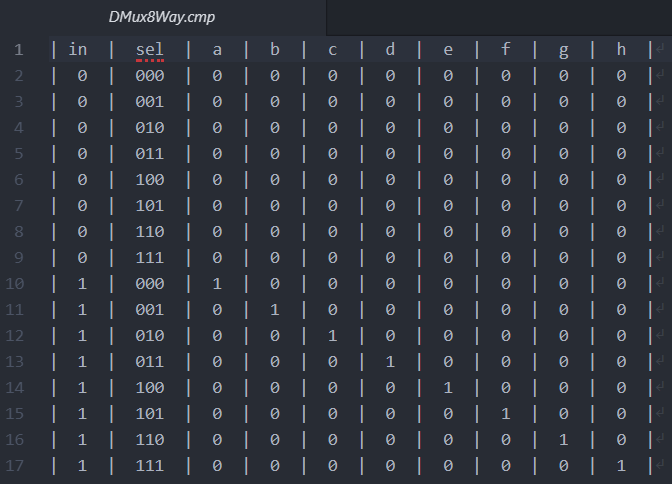 DMux8Way.cmp
1 | in | sel | a | b | c | d | e | f | g | h |
2 | 0 | 000 | 0 | 0 | 0 | 0 | 0 | 0 | 0 | 0 |
3 | 0 | 001 | 0 | 0 | 0 | 0 | 0 | 0 | 0 | 0 |
4 | 0 | 010 | 0 | 0 | 0 | 0 | 0 | 0 | 0 | 0 |
5 | 0 | 011 | 0 | 0 | 0 | 0 | 0 | 0 | 0 | 0 |
6 | 0 | 100 | 0 | 0 | 0 | 0 | 0 | 0 | 0 | 0 |
7 | 0 | 101 | 0 | 0 | 0 | 0 | 0 | 0 | 0 | 0 |
8 | 0 | 110 | 0 | 0 | 0 | 0 | 0 | 0 | 0 | 0 |
9 | 0 | 111 | 0 | 0 | 0 | 0 | 0 | 0 | 0 | 0 |
10 | 1 | 000 | 1 | 0 | 0 | 0 | 0 | 0 | 0 | 0 |
11 | 1 | 001 | 0 | 1 | 0 | 0 | 0 | 0 | 0 | 0 |
12 | 1 | 010 | 0 | 0 | 1 | 0 | 0 | 0 | 0 | 0 |
13 | 1 | 011 | 0 | 0 | 0 | 1 | 0 | 0 | 0 | 0 |
14 | 1 | 100 | 0 | 0 | 0 | 0 | 1 | 0 | 0 | 0 |
15 | 1 | 101 | 0 | 0 | 0 | 0 | 0 | 1 | 0 | 0 |
16 | 1 | 110 | 0 | 0 | 0 | 0 | 0 | 0 | 1 | 0 |
17 | 1 | 111 | 0 | 0 | 0 | 0 | 0 | 0 | 0 | 1 |